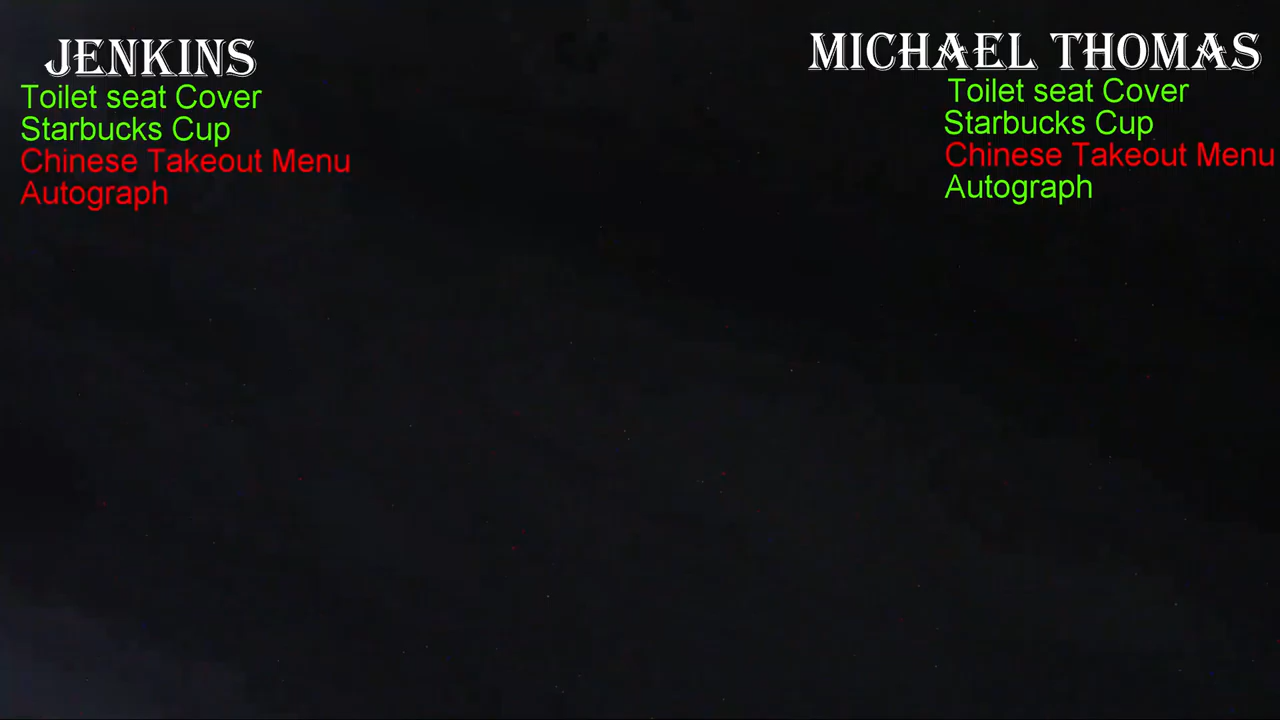 JENKINS
Toilet seat Cover
Starbucks Cup
Chinese Takeout Menu
Autograph
MICHAEL THOMAS
Toilet seat Cover
Starbucks Cup
Chinese Takeout Menu
Autograph